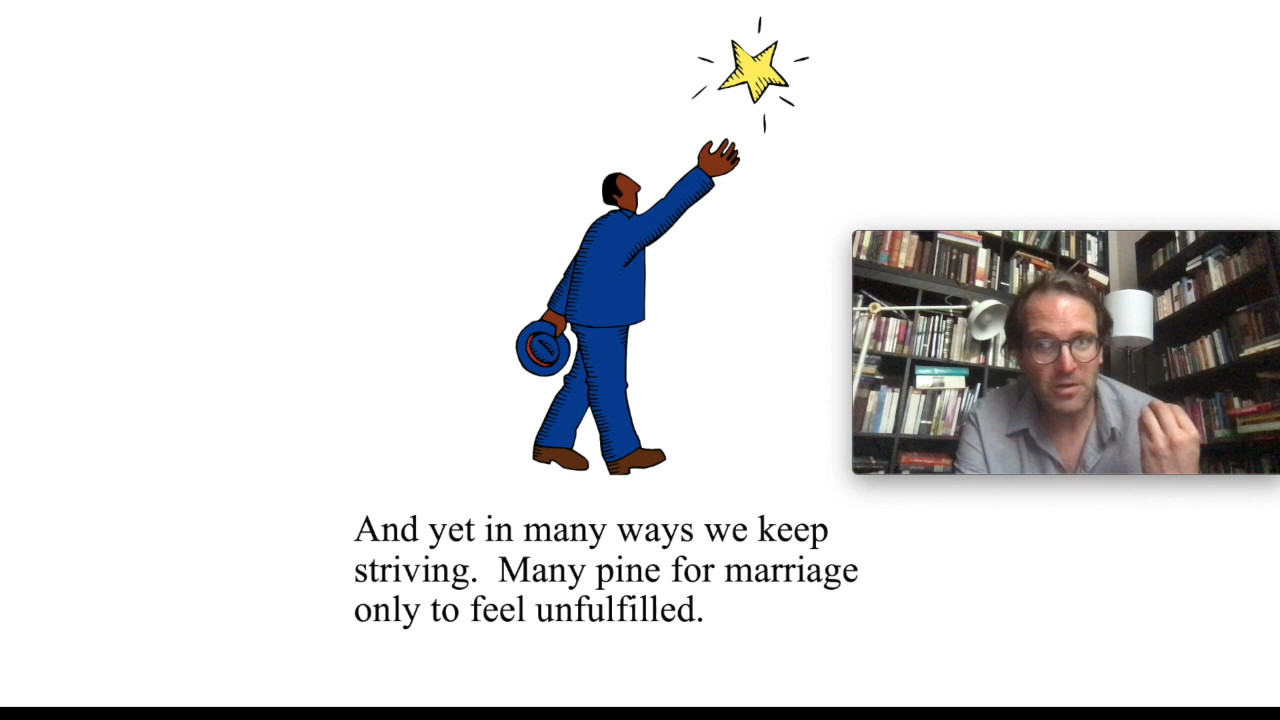 And yet in many ways we keep
striving.  Many pine for marriage
only to feel unfulfilled.